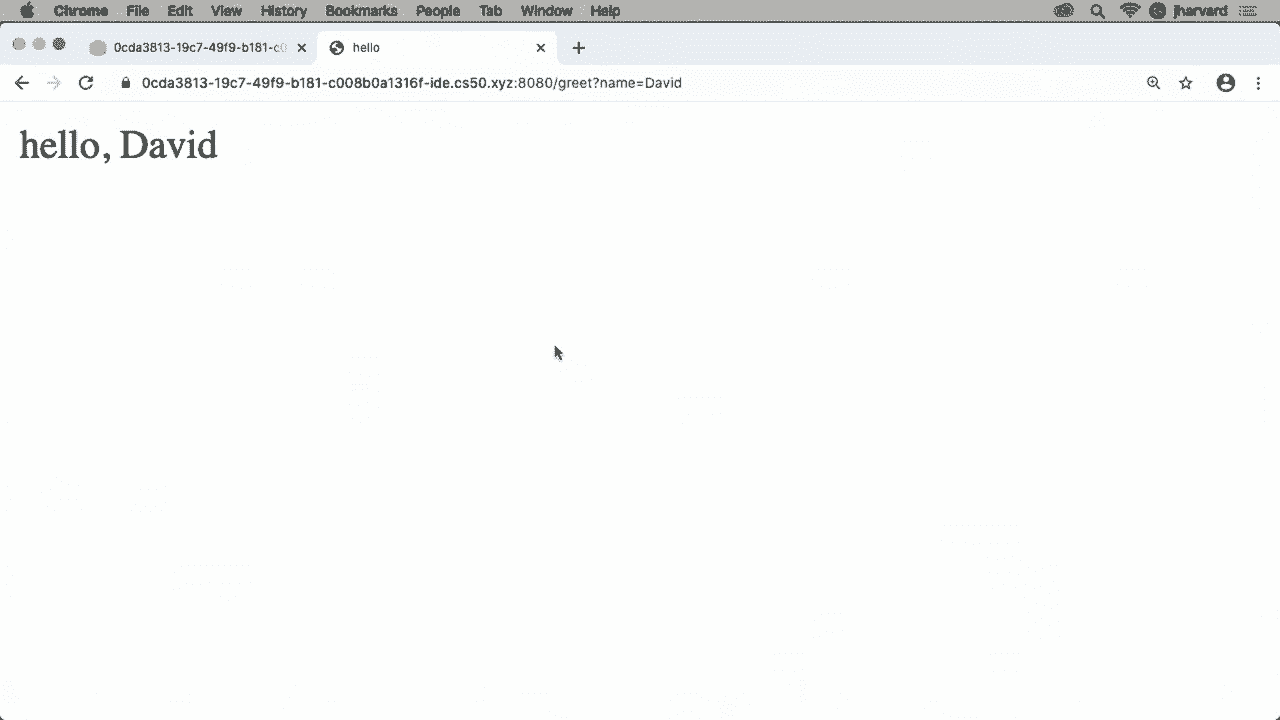 Chrome File Edit View History Bookmarks People Tab Window Help jharvard
0cda3813-19c7-49f9-b181-c0 hello
0cda3813-19c7-49f9-b181-c008b0a1316f-ide.cs50.xyz:8080/greet?name=David
hello, David